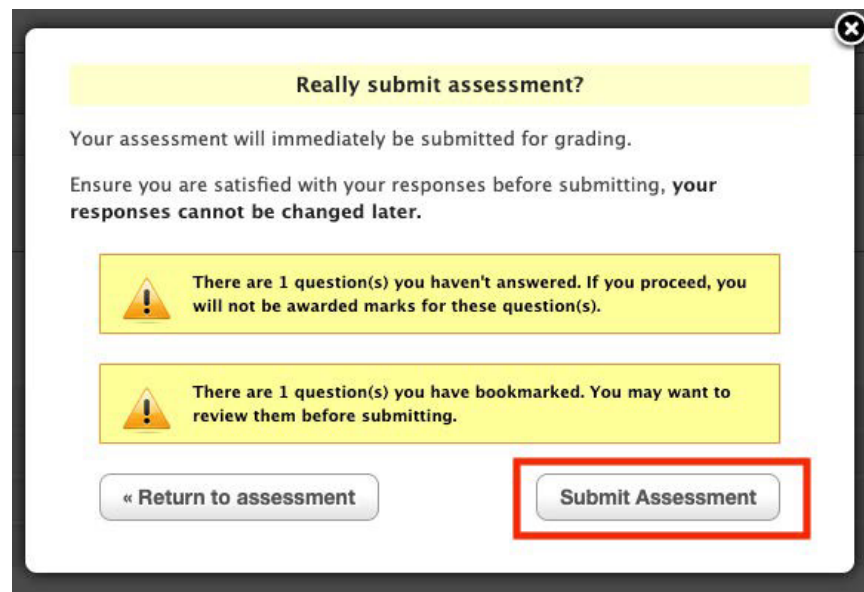 Really submit assessment?
Your assessment will immediately be submitted for grading.
Ensure you are satisfied with your responses before submitting, your
responses cannot be changed later.
There are 1 question(s) you haven't answered. If you proceed, you
will not be awarded marks for these question(s).
There are 1 question(s) you have bookmarked. You may want to
review them before submitting.
« Return to assessment
Submit Assessment